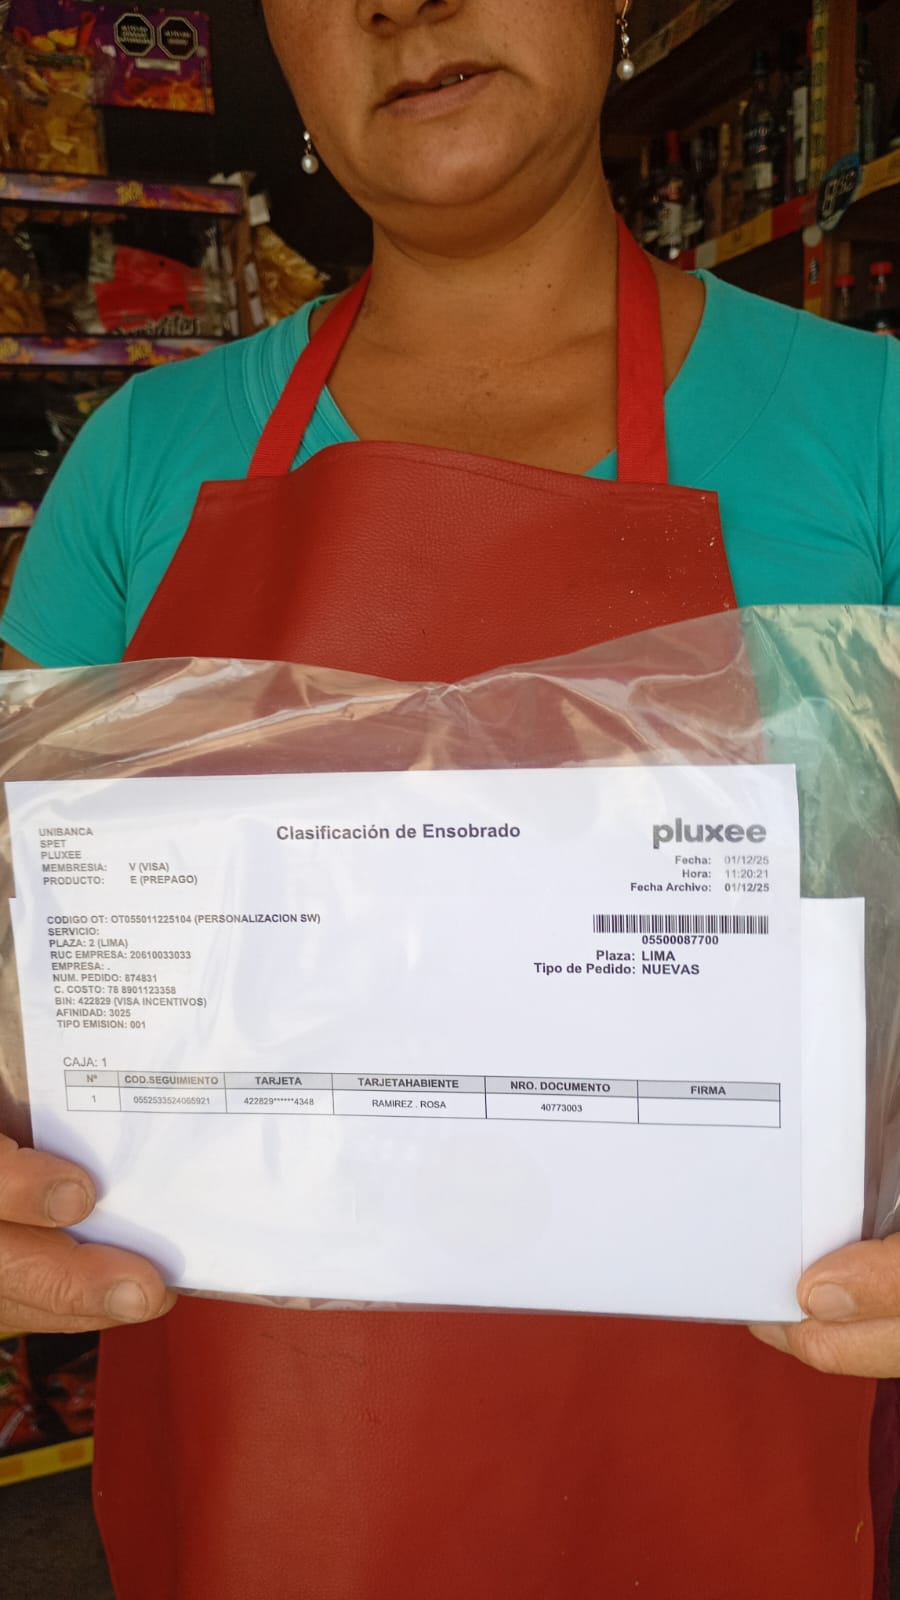 UNIBANCA
SPET
PLUXEE
MEMBRESIA: V (VISA)
PRODUCTO: E (PREPAGO)
Clasificación de Ensobrado
pluxee
Fecha: 01/12/25
Hora: 11:20:21
Fecha Archivo: 01/12/25
CODIGO OT: OT055011225104 (PERSONALIZACION SW)
SERVICIO:
PLAZA: 2 (LIMA)
RUC EMPRESA: 20610033033
EMPRESA: .
NUM. PEDIDO: 874831
C. COSTO: 78 8901123358
BIN: 422829 (VISA INCENTIVOS)
AFINIDAD: 3025
TIPO EMISION: 001
05500087700
Plaza: LIMA
Tipo de Pedido: NUEVAS
CAJA: 1
Nº COD.SEGUIMIENTO TARJETA TARJETAHABIENTE NRO. DOCUMENTO FIRMA
1 0552533524065921 422829******4348 RAMIREZ . ROSA 40773003